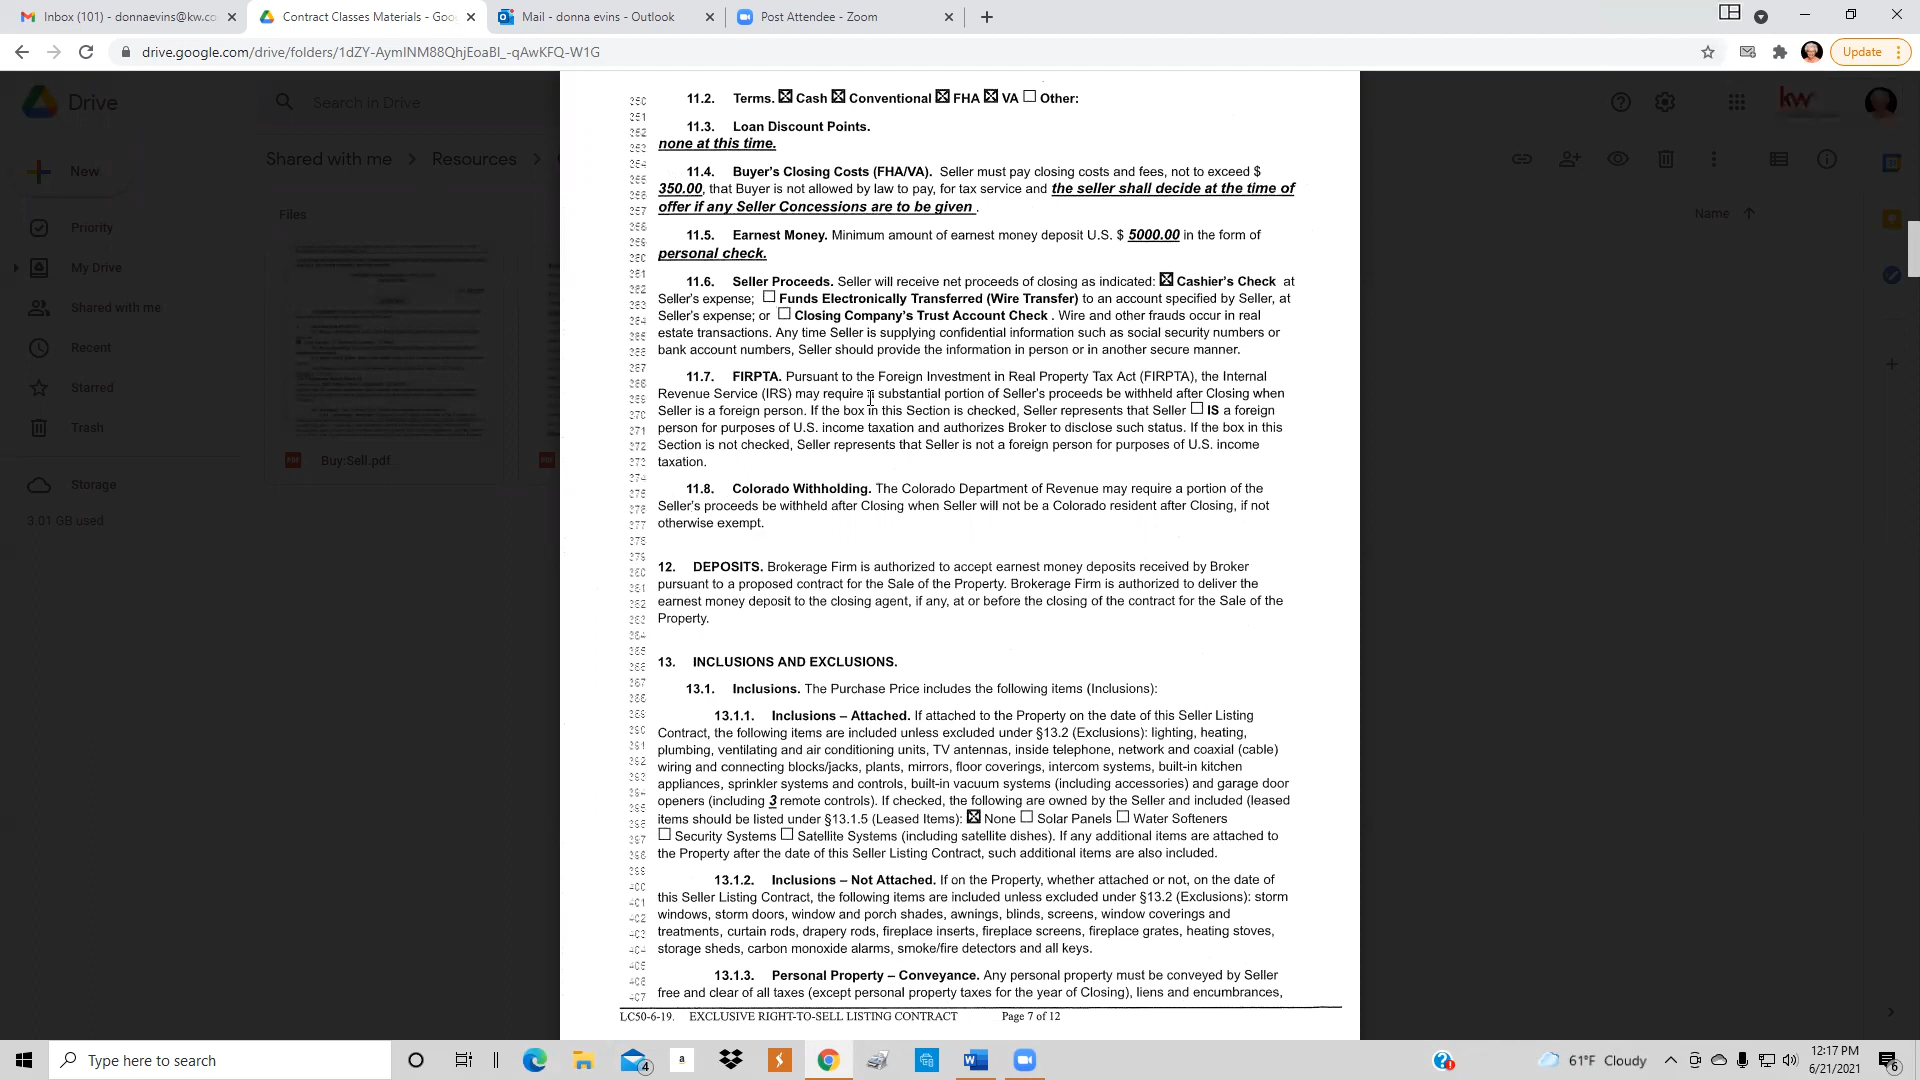 Inbox (101) - donnaevins@kw.co
Contract Classes Materials - Goo
Mail - donna evins - Outlook
Post Attendee - Zoom
drive.google.com/drive/folders/1dZY-AymINM88QhjEoaBI_-qAwKFQ-W1G
Update
Drive
Search in Drive
kw
New
Shared with me > Resources >
Priority
My Drive
Shared with me
Recent
Starred
Trash
Storage
3.01 GB used
Files
Buy:Sell.pdf
Name
11.2. Terms. ☒ Cash ☒ Conventional ☒ FHA ☒ VA ☐ Other:
11.3. Loan Discount Points.
none at this time.
11.4. Buyer's Closing Costs (FHA/VA). Seller must pay closing costs and fees, not to exceed $
350.00, that Buyer is not allowed by law to pay, for tax service and the seller shall decide at the time of
offer if any Seller Concessions are to be given .
11.5. Earnest Money. Minimum amount of earnest money deposit U.S. $ 5000.00 in the form of
personal check.
11.6. Seller Proceeds. Seller will receive net proceeds of closing as indicated: ☒ Cashier's Check at
Seller's expense; ☐ Funds Electronically Transferred (Wire Transfer) to an account specified by Seller, at
Seller's expense; or ☐ Closing Company's Trust Account Check . Wire and other frauds occur in real
estate transactions. Any time Seller is supplying confidential information such as social security numbers or
bank account numbers, Seller should provide the information in person or in another secure manner.
11.7. FIRPTA. Pursuant to the Foreign Investment in Real Property Tax Act (FIRPTA), the Internal
Revenue Service (IRS) may require a substantial portion of Seller's proceeds be withheld after Closing when
Seller is a foreign person. If the box in this Section is checked, Seller represents that Seller ☐ IS a foreign
person for purposes of U.S. income taxation and authorizes Broker to disclose such status. If the box in this
Section is not checked, Seller represents that Seller is not a foreign person for purposes of U.S. income
taxation.
11.8. Colorado Withholding. The Colorado Department of Revenue may require a portion of the
Seller's proceeds be withheld after Closing when Seller will not be a Colorado resident after Closing, if not
otherwise exempt.
12. DEPOSITS. Brokerage Firm is authorized to accept earnest money deposits received by Broker
pursuant to a proposed contract for the Sale of the Property. Brokerage Firm is authorized to deliver the
earnest money deposit to the closing agent, if any, at or before the closing of the contract for the Sale of the
Property.
13. INCLUSIONS AND EXCLUSIONS.
13.1. Inclusions. The Purchase Price includes the following items (Inclusions):
13.1.1. Inclusions – Attached. If attached to the Property on the date of this Seller Listing
Contract, the following items are included unless excluded under §13.2 (Exclusions): lighting, heating,
plumbing, ventilating and air conditioning units, TV antennas, inside telephone, network and coaxial (cable)
wiring and connecting blocks/jacks, plants, mirrors, floor coverings, intercom systems, built-in kitchen
appliances, sprinkler systems and controls, built-in vacuum systems (including accessories) and garage door
openers (including 3 remote controls). If checked, the following are owned by the Seller and included (leased
items should be listed under §13.1.5 (Leased Items): ☒ None ☐ Solar Panels ☐ Water Softeners
☐ Security Systems ☐ Satellite Systems (including satellite dishes). If any additional items are attached to
the Property after the date of this Seller Listing Contract, such additional items are also included.
13.1.2. Inclusions – Not Attached. If on the Property, whether attached or not, on the date of
this Seller Listing Contract, the following items are included unless excluded under §13.2 (Exclusions): storm
windows, storm doors, window and porch shades, awnings, blinds, screens, window coverings and
treatments, curtain rods, drapery rods, fireplace inserts, fireplace screens, fireplace grates, heating stoves,
storage sheds, carbon monoxide alarms, smoke/fire detectors and all keys.
13.1.3. Personal Property – Conveyance. Any personal property must be conveyed by Seller
free and clear of all taxes (except personal property taxes for the year of Closing), liens and encumbrances,
LC50-6-19. EXCLUSIVE RIGHT-TO-SELL LISTING CONTRACT Page 7 of 12
Type here to search
4
a
61°F Cloudy
12:17 PM
6/21/2021
6